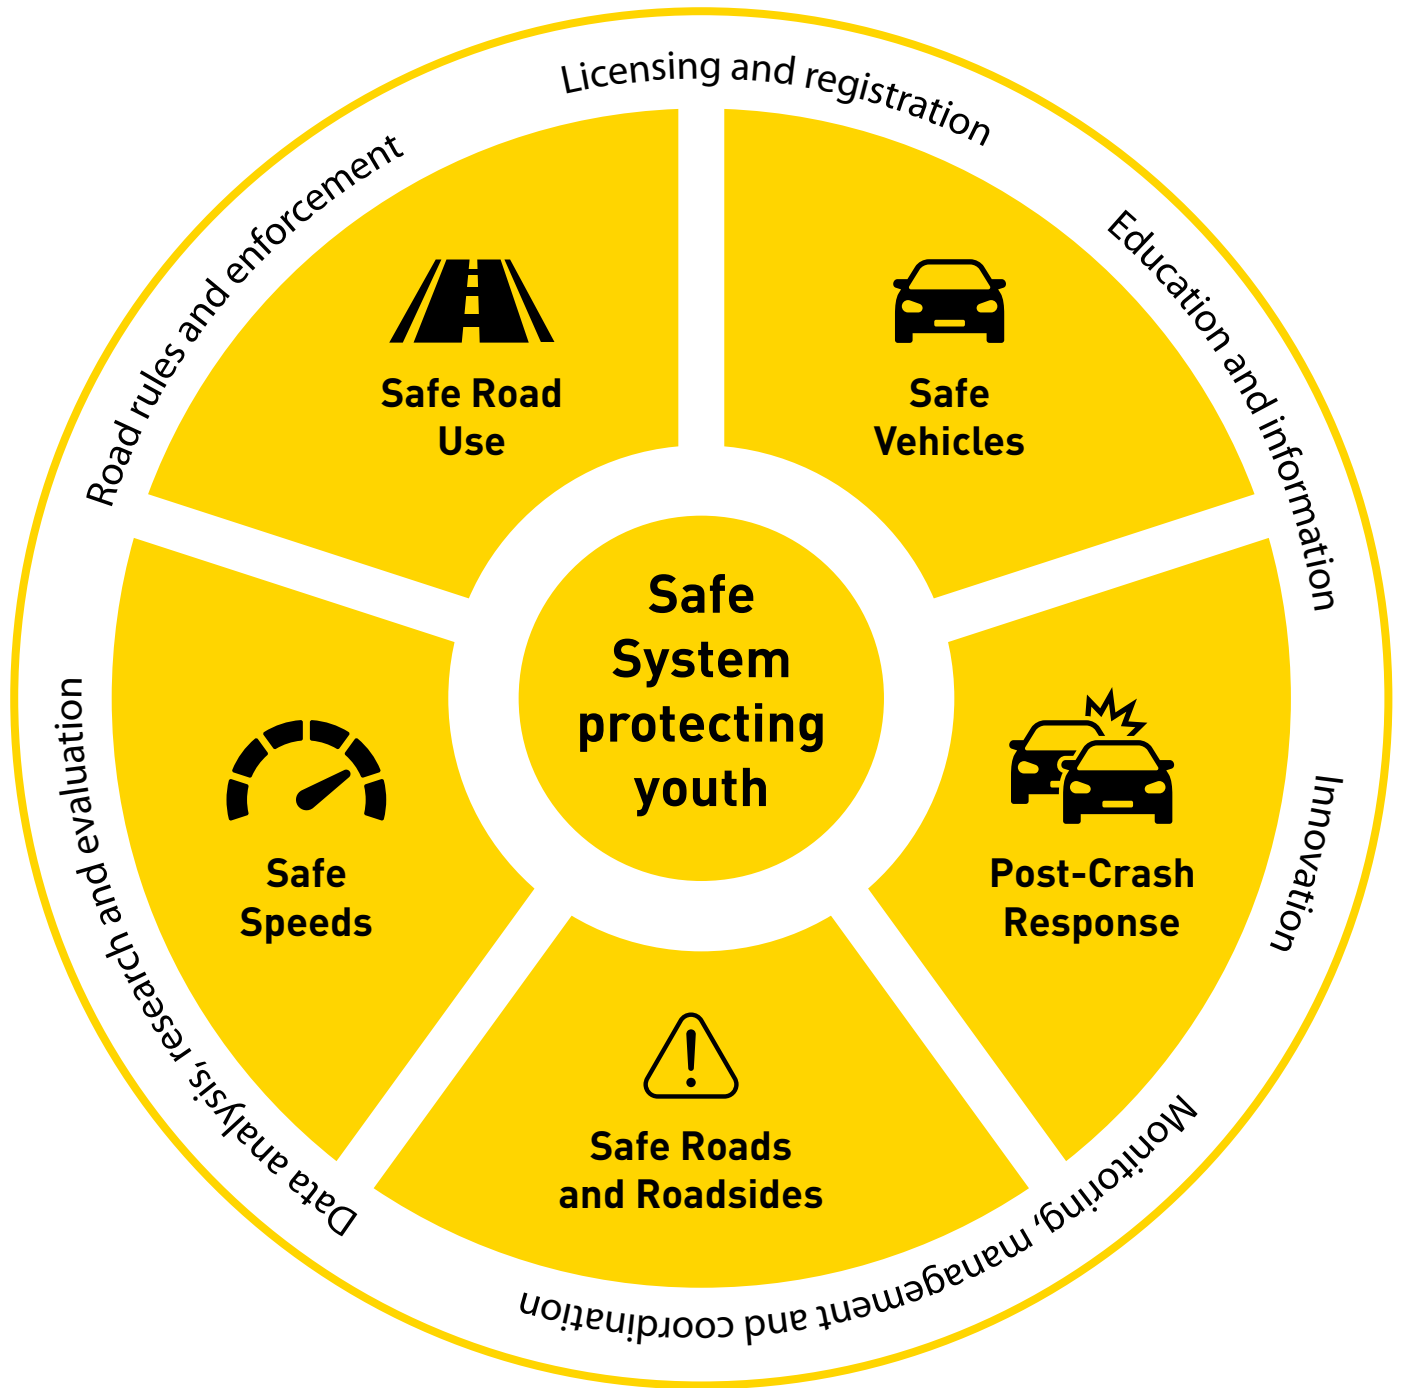 Licensing and registration
Education and information
Innovation
Monitoring, management and coordination
Data analysis, research and evaluation
Road rules and enforcement
Safe Road
Use
Safe
Vehicles
Safe
System
protecting
youth
Safe
Speeds
Post-Crash
Response
Safe Roads
and Roadsides